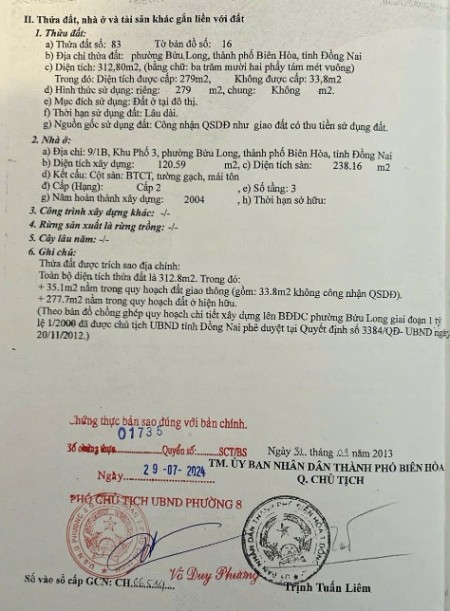 II. Thửa đất, nhà ở và tài sản khác gắn liền với đất
1. Thửa đất:
a) Thửa đất số: 83 Tờ bản đồ số: 16
b) Địa chỉ thửa đất: phường Bửu Long, thành phố Biên Hòa, tỉnh Đồng Nai
c) Diện tích: 312,80m2, (bằng chữ: ba trăm mười hai phẩy tám mét vuông)
Trong đó: Diện tích được cấp: 279m2, Không được cấp: 33,8m2
d) Hình thức sử dụng: riêng: 279 m2, chung: Không m2.
e) Mục đích sử dụng: Đất ở tại đô thị.
f) Thời hạn sử dụng đất: Lâu dài.
g) Nguồn gốc sử dụng đất: Công nhận QSDĐ như giao đất có thu tiền sử dụng đất.
2. Nhà ở:
a) Địa chỉ: 9/1B, Khu Phố 3, phường Bửu Long, thành phố Biên Hòa, tỉnh Đồng Nai
b) Diện tích xây dựng: 120.59 m2, c) Diện tích sàn: 238.16 m2
d) Kết cấu: Cột sàn: BTCT, tường gạch, mái tôn
đ) Cấp (Hạng): Cấp 2 , e) Số tầng: 3
g) Năm hoàn thành xây dựng: 2004 , h) Thời hạn sở hữu:
3. Công trình xây dựng khác: -/-
4. Rừng sản xuất là rừng trồng: -/-
5. Cây lâu năm: -/-
6. Ghi chú:
Thửa đất được trích sao địa chính:
Toàn bộ diện tích thửa đất là 312.8m2. Trong đó:
+ 35.1m2 nằm trong quy hoạch đất giao thông (gồm: 33.8m2 không công nhận QSDĐ).
+ 277.7m2 nằm trong quy hoạch đất ở hiện hữu.
(Theo bản đồ chồng ghép quy hoạch chi tiết xây dựng lên BĐĐC phường Bửu Long giai đoạn 1 tỷ
lệ 1/2000 đã được chủ tịch UBND tỉnh Đồng Nai phê duyệt tại Quyết định số 3384/QĐ- UBND ngày
20/11/2012.)
Chứng thực bản sao đúng với bản chính.
01735
Số chứng thực Quyển số: SCT/BS
Ngày 29-07-2024
PHÓ CHỦ TỊCH UBND PHƯỜNG 8
Võ Duy Phương
Ngày 31 tháng 01 năm 2013
TM. ỦY BAN NHÂN DÂN THÀNH PHỐ BIÊN HÒA
Q. CHỦ TỊCH
Trịnh Tuấn Liêm
Số vào sổ cấp GCN: CH